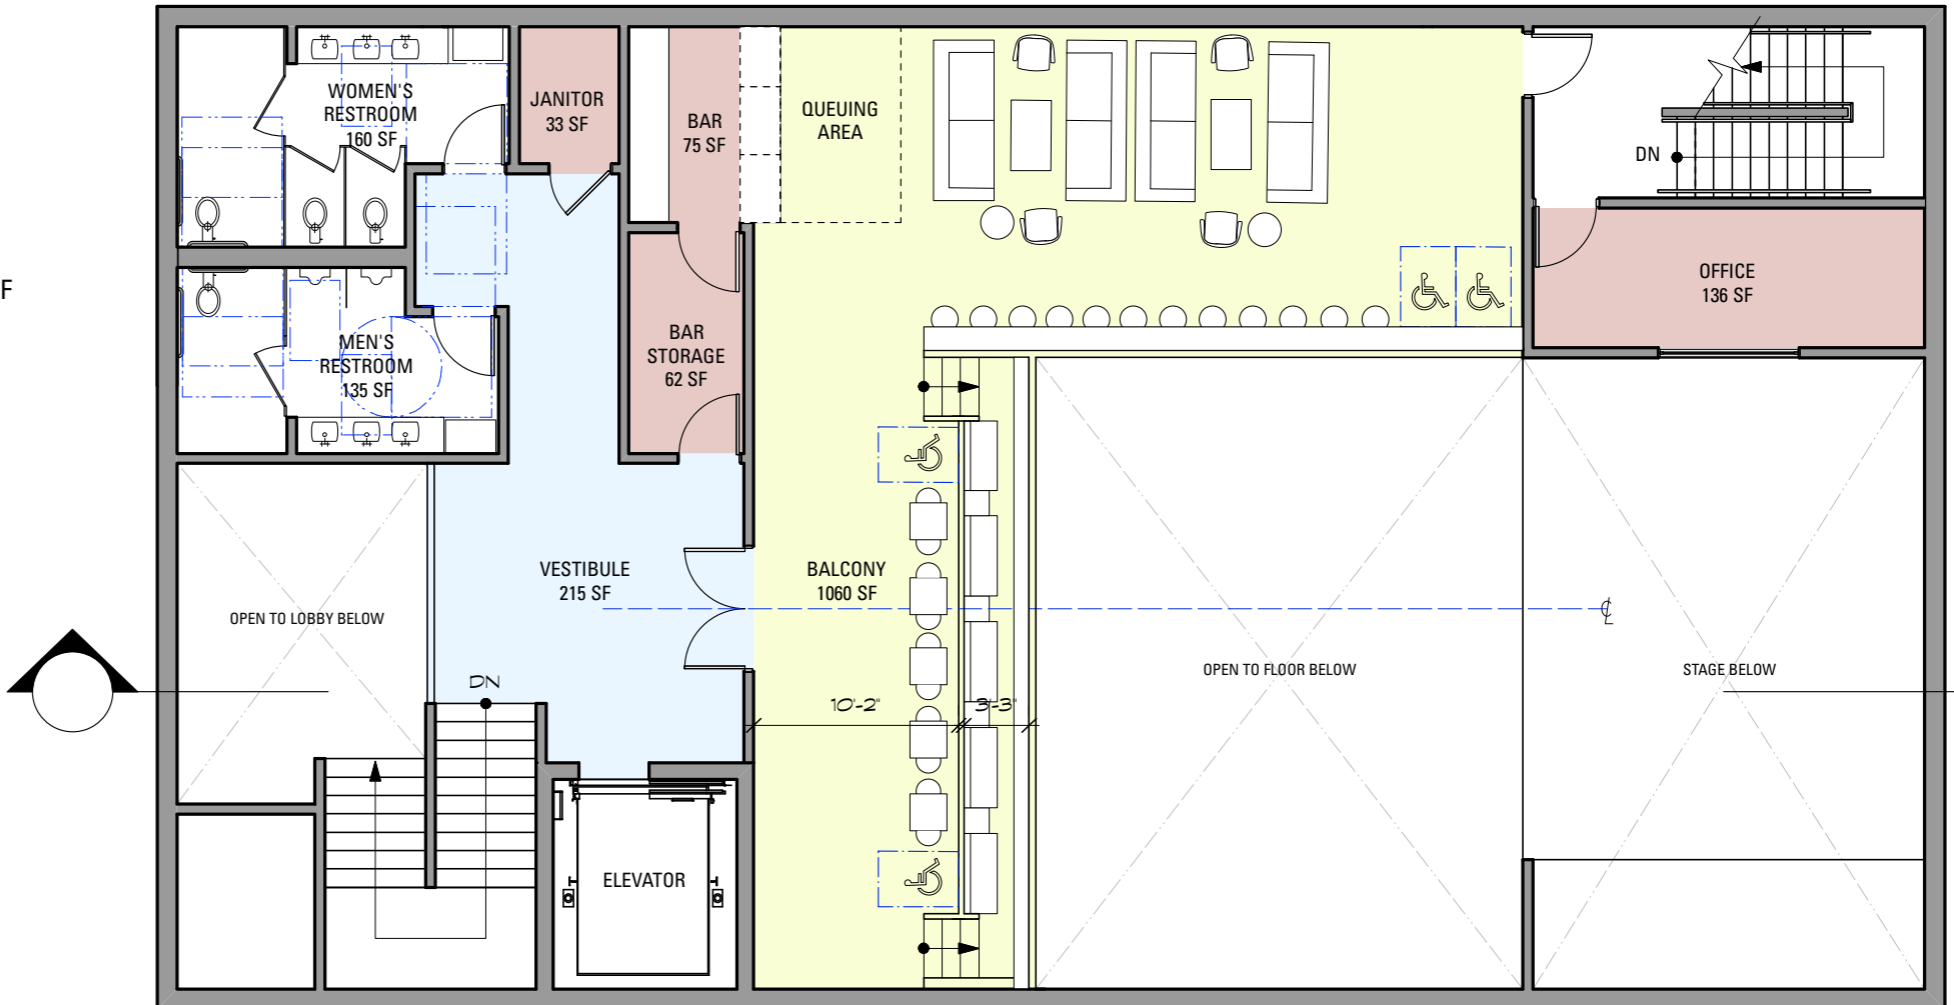 WOMEN'S
RESTROOM
160 SF
JANITOR
33 SF
BAR
75 SF
QUEUING
AREA
DN
OFFICE
136 SF
F
MEN'S
RESTROOM
135 SF
BAR
STORAGE
62 SF
VESTIBULE
215 SF
BALCONY
1060 SF
OPEN TO LOBBY BELOW
OPEN TO FLOOR BELOW
STAGE BELOW
DN
10'-2"
3'-3"
ELEVATOR